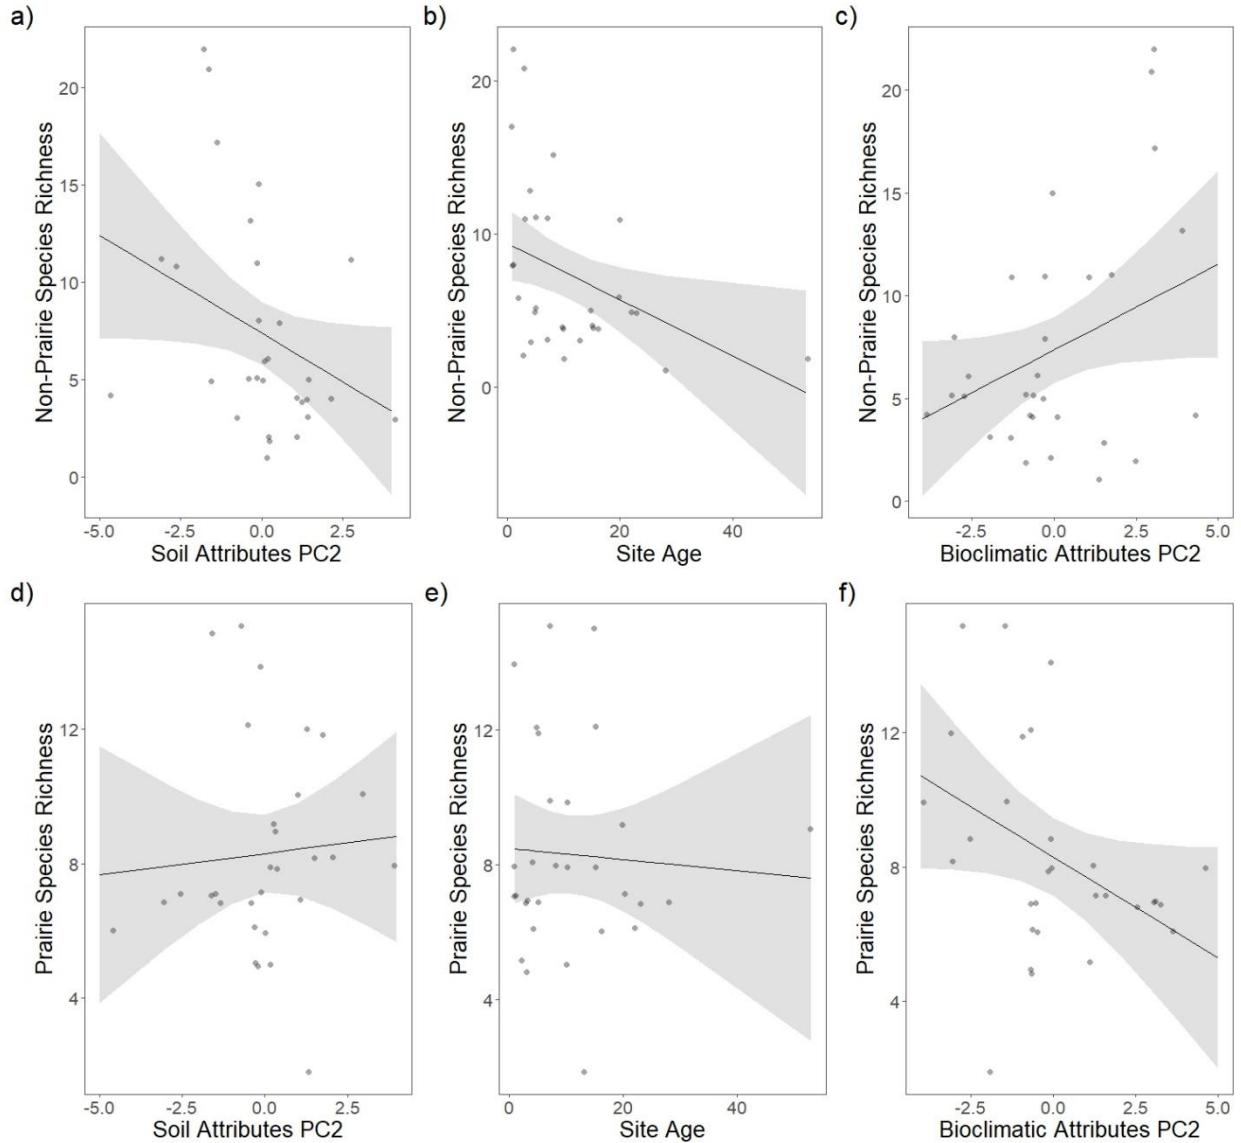 a)
b)
c)
Non-Prairie Species Richness
20
15
10
5
0
-5.0 -2.5 0.0 2.5
Soil Attributes PC2
Non-Prairie Species Richness
20
10
0
0 20 40
Site Age
Non-Prairie Species Richness
20
15
10
5
0
-2.5 0.0 2.5 5.0
Bioclimatic Attributes PC2
d)
e)
f)
Prairie Species Richness
12
8
4
-5.0 -2.5 0.0 2.5
Soil Attributes PC2
Prairie Species Richness
12
8
4
0 20 40
Site Age
Prairie Species Richness
12
8
4
-2.5 0.0 2.5 5.0
Bioclimatic Attributes PC2